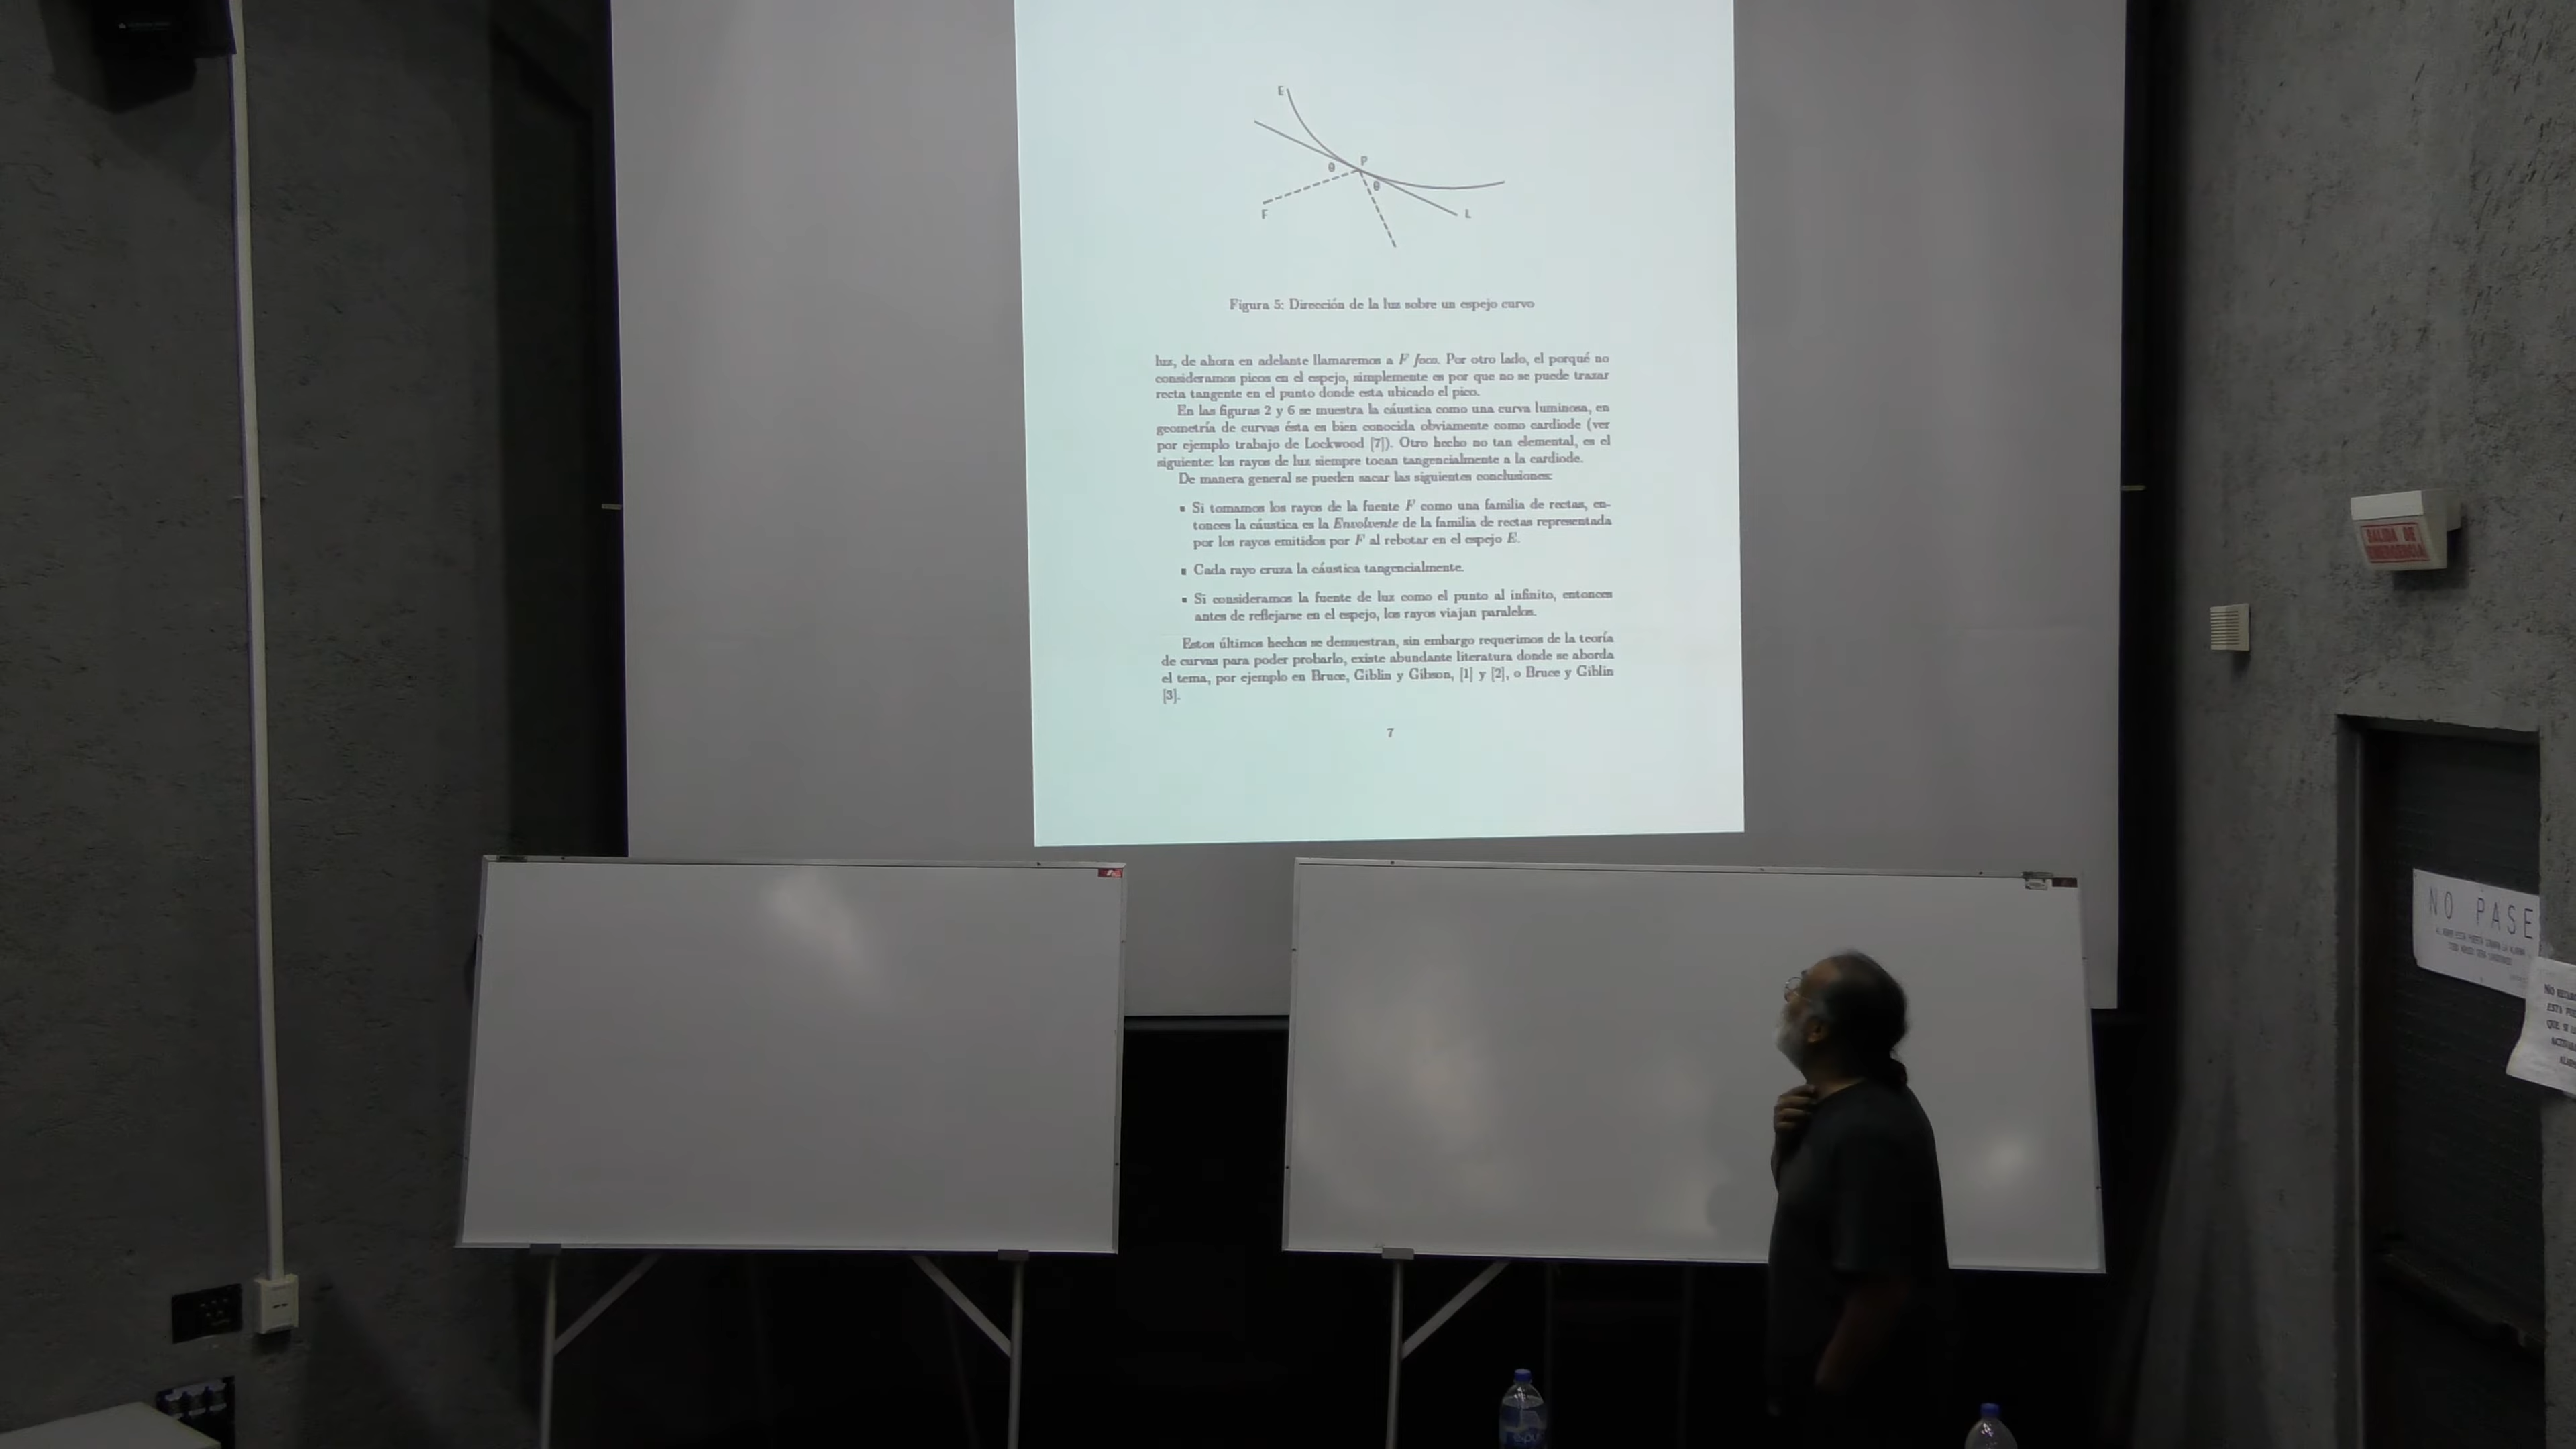 E
P
θ
θ
F
L
Figura 5: Dirección de la luz sobre un espejo curvo
luz, de ahora en adelante llamaremos a F foco. Por otro lado, el porqué no
consideramos picos en el espejo, simplemente es por que no se puede trazar
recta tangente en el punto donde esta ubicado el pico.
En las figuras 2 y 6 se muestra la cáustica como una curva luminosa, en
geometría de curvas ésta es bien conocida obviamente como cardiode (ver
por ejemplo trabajo de Lockwood [7]). Otro hecho no tan elemental, es el
siguiente: los rayos de luz siempre tocan tangencialmente a la cardiode.
De manera general se pueden sacar las siguientes conclusiones:
▪ Si tomamos los rayos de la fuente F como una familia de rectas, en-
tonces la cáustica es la Envolvente de la familia de rectas representada
por los rayos emitidos por F al rebotar en el espejo E.
▪ Cada rayo cruza la cáustica tangencialmente.
▪ Si consideramos la fuente de luz como el punto al infinito, entonces
antes de reflejarse en el espejo, los rayos viajan paralelos.
Estos últimos hechos se demuestran, sin embargo requerimos de la teoría
de curvas para poder probarlo, existe abundante literatura donde se aborda
el tema, por ejemplo en Bruce, Giblin y Gibson, [1] y [2], o Bruce y Giblin
[3].
7
SALIDA DE
EMERGENCIA
NO PASE